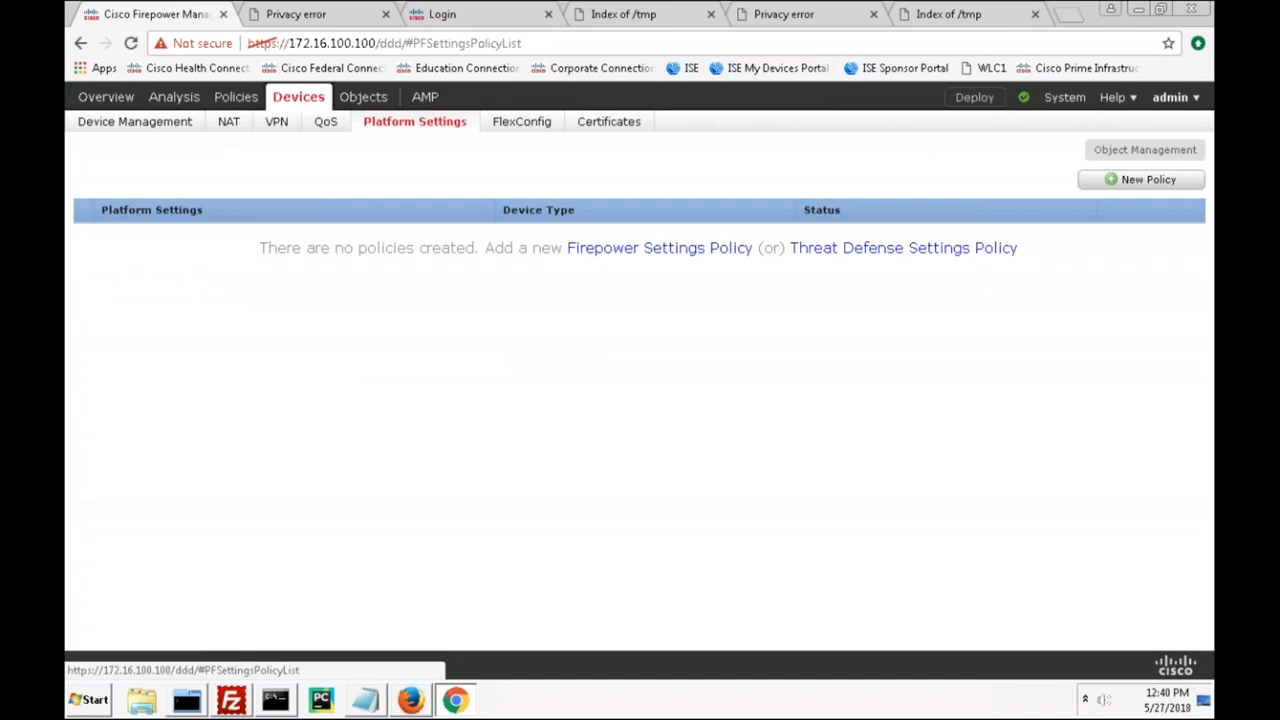 Cisco Firepower Mana
Privacy error
Login
Index of /tmp
Privacy error
Index of /tmp
Not secure https://172.16.100.100/ddd/#PFSettingsPolicyList
Apps Cisco Health Connect Cisco Federal Connec Education Connection Corporate Connection ISE ISE My Devices Portal ISE Sponsor Portal WLC1 Cisco Prime Infrastruc
Overview Analysis Policies Devices Objects AMP Deploy System Help admin
Device Management NAT VPN QoS Platform Settings FlexConfig Certificates
Object Management
New Policy
Platform Settings Device Type Status
There are no policies created. Add a new Firepower Settings Policy (or) Threat Defense Settings Policy
https://172.16.100.100/ddd/#PFSettingsPolicyList
CISCO
Start
FZ
PC
12:40 PM
5/27/2018